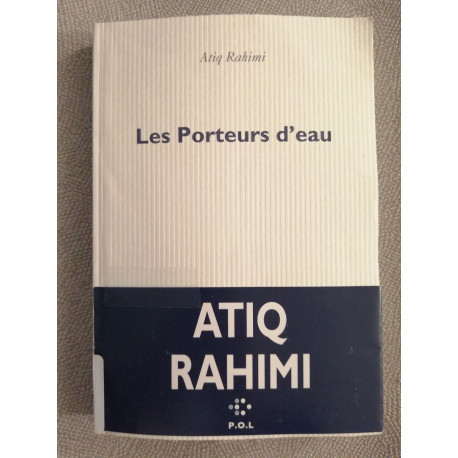 Atiq Rahimi
Les Porteurs d'eau
ATIQ
RAHIMI
P.O.L